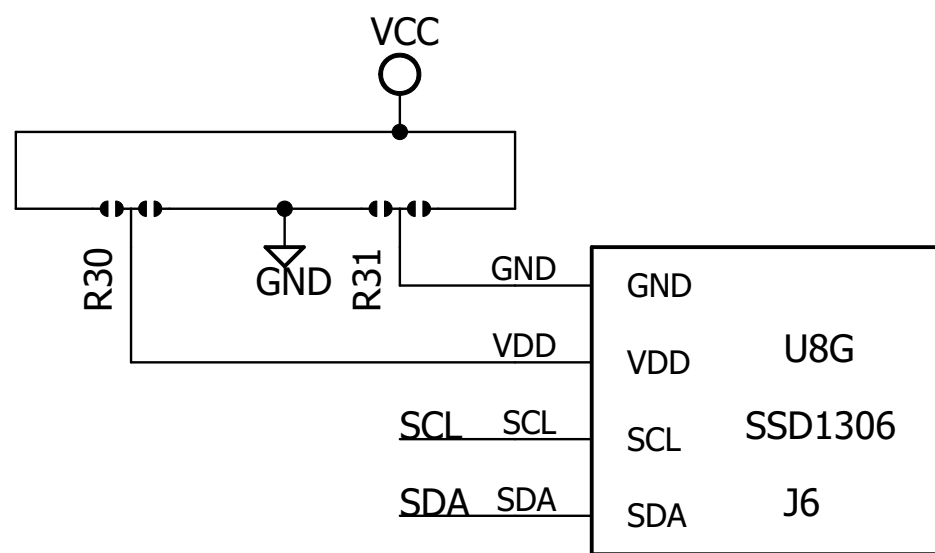 VCC
R30
GND
R31
GND
GND
VDD
VDD
U8G
SCL
SCL
SCL
SSD1306
SDA
SDA
SDA
J6